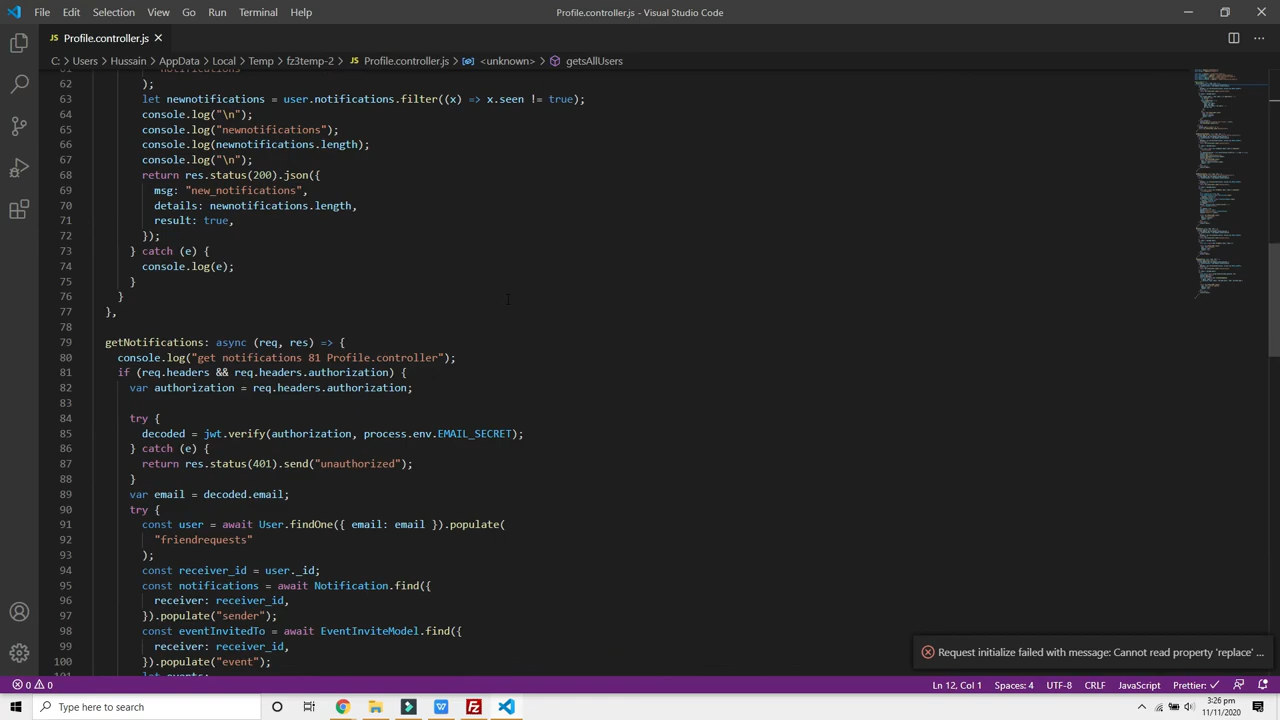 File Edit Selection View Go Run Terminal Help
Profile.controller.js - Visual Studio Code
JS Profile.controller.js
C: > Users > Hussain > AppData > Local > Temp > fz3temp-2 > JS Profile.controller.js > <unknown> > getsAllUsers
61 "notifications"
62 );
63 let newnotifications = user.notifications.filter((x) => x.seen != true);
64 console.log("\n");
65 console.log("newnotifications");
66 console.log(newnotifications.length);
67 console.log("\n");
68 return res.status(200).json({
69 msg: "new_notifications",
70 details: newnotifications.length,
71 result: true,
72 });
73 } catch (e) {
74 console.log(e);
75 }
76 }
77 },
78
79 getNotifications: async (req, res) => {
80 console.log("get notifications 81 Profile.controller");
81 if (req.headers && req.headers.authorization) {
82 var authorization = req.headers.authorization;
83
84 try {
85 decoded = jwt.verify(authorization, process.env.EMAIL_SECRET);
86 } catch (e) {
87 return res.status(401).send("unauthorized");
88 }
89 var email = decoded.email;
90 try {
91 const user = await User.findOne({ email: email }).populate(
92 "friendrequests"
93 );
94 const receiver_id = user._id;
95 const notifications = await Notification.find({
96 receiver: receiver_id,
97 }).populate("sender");
98 const eventInvitedTo = await EventInviteModel.find({
99 receiver: receiver_id,
100 }).populate("event");
101 let events;
Request initialize failed with message: Cannot read property 'replace' ...
0 0
Ln 12, Col 1 Spaces: 4 UTF-8 CRLF JavaScript Prettier: ✓
Type here to search
3:26 pm
11/11/2020